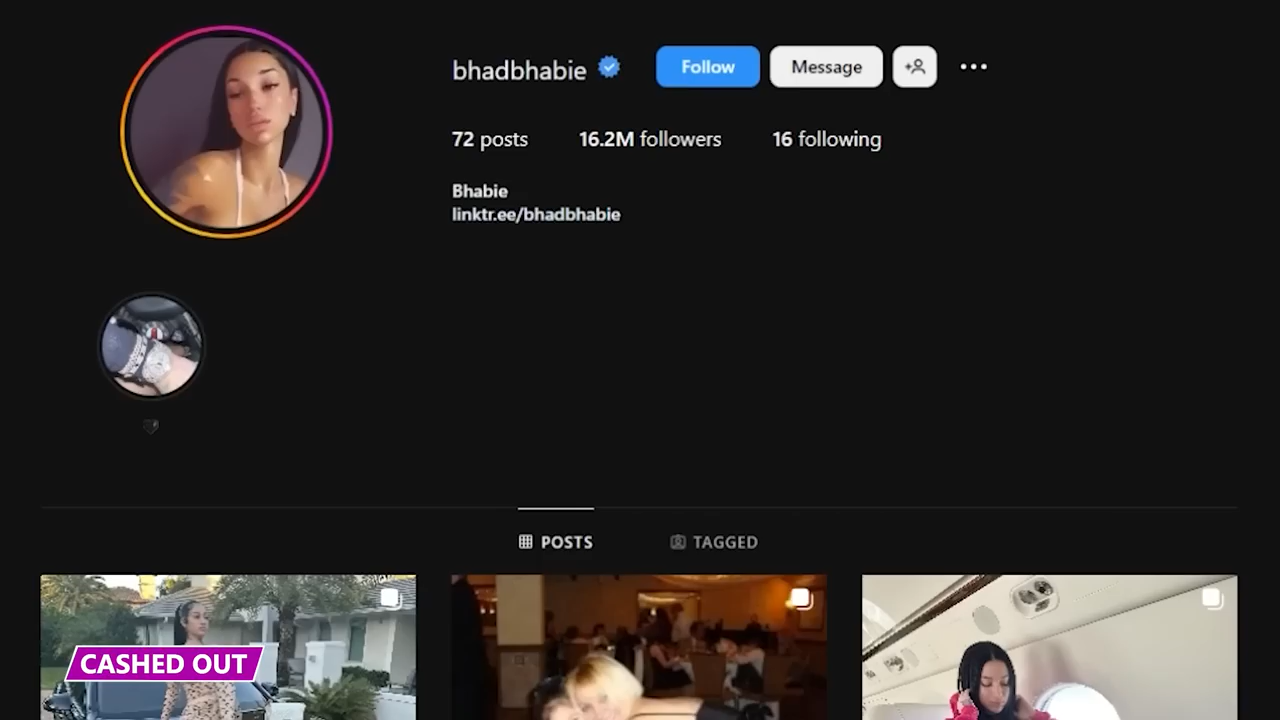 bhadbhabie Follow Message
72 posts 16.2M followers 16 following
Bhabie
linktr.ee/bhadbhabie
POSTS TAGGED
CASHED OUT